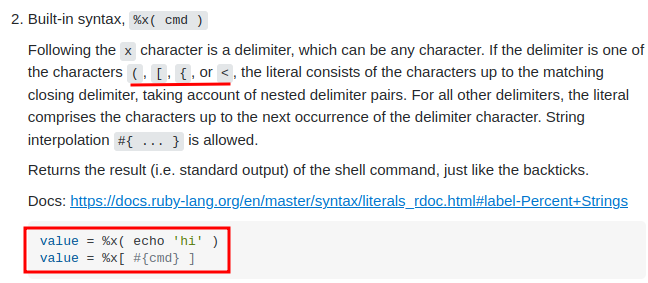 2. Built-in syntax, %x( cmd )
Following the x character is a delimiter, which can be any character. If the delimiter is one of
the characters (, [, {, or <, the literal consists of the characters up to the matching
closing delimiter, taking account of nested delimiter pairs. For all other delimiters, the literal
comprises the characters up to the next occurrence of the delimiter character. String
interpolation #{ ... } is allowed.
Returns the result (i.e. standard output) of the shell command, just like the backticks.
Docs: https://docs.ruby-lang.org/en/master/syntax/literals_rdoc.html#label-Percent+Strings
value = %x( echo 'hi' )
value = %x[ #{cmd} ]